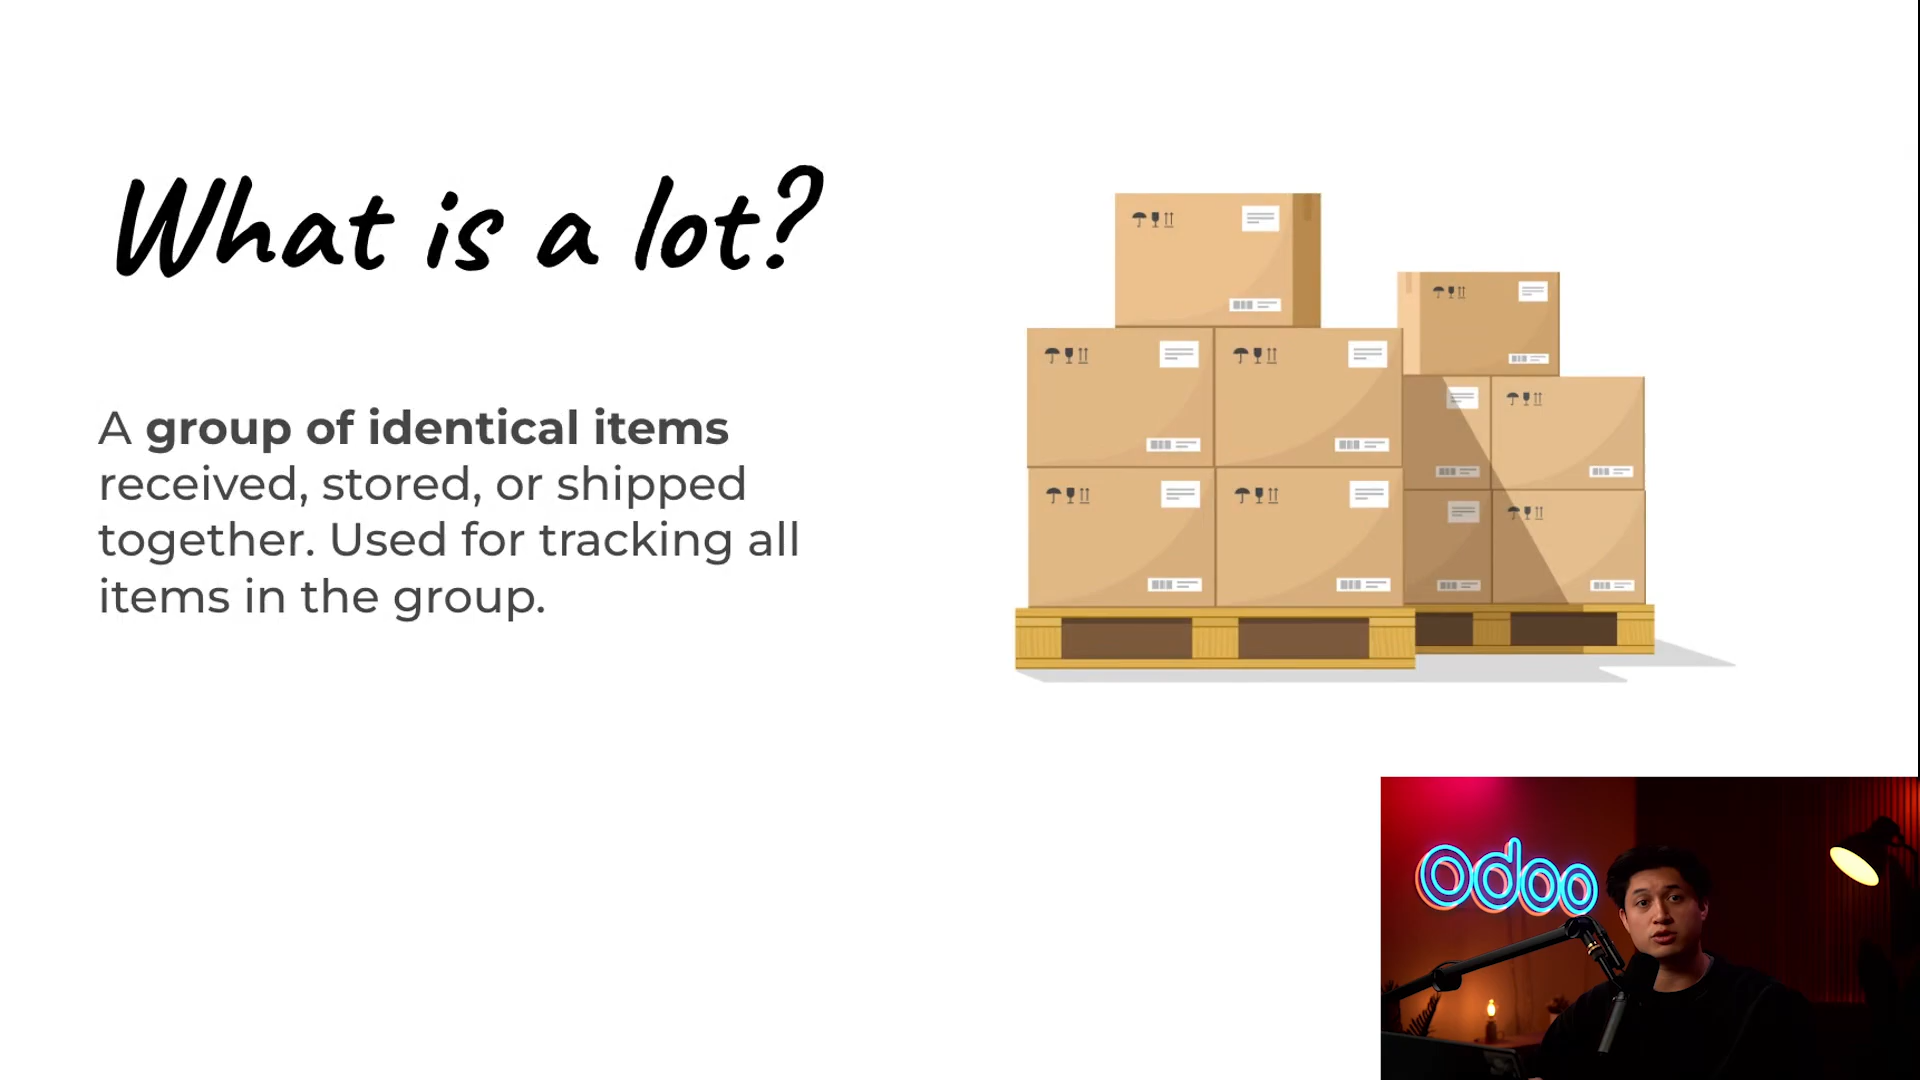 What is a lot?
A group of identical items
received, stored, or shipped
together. Used for tracking all
items in the group.
odoo